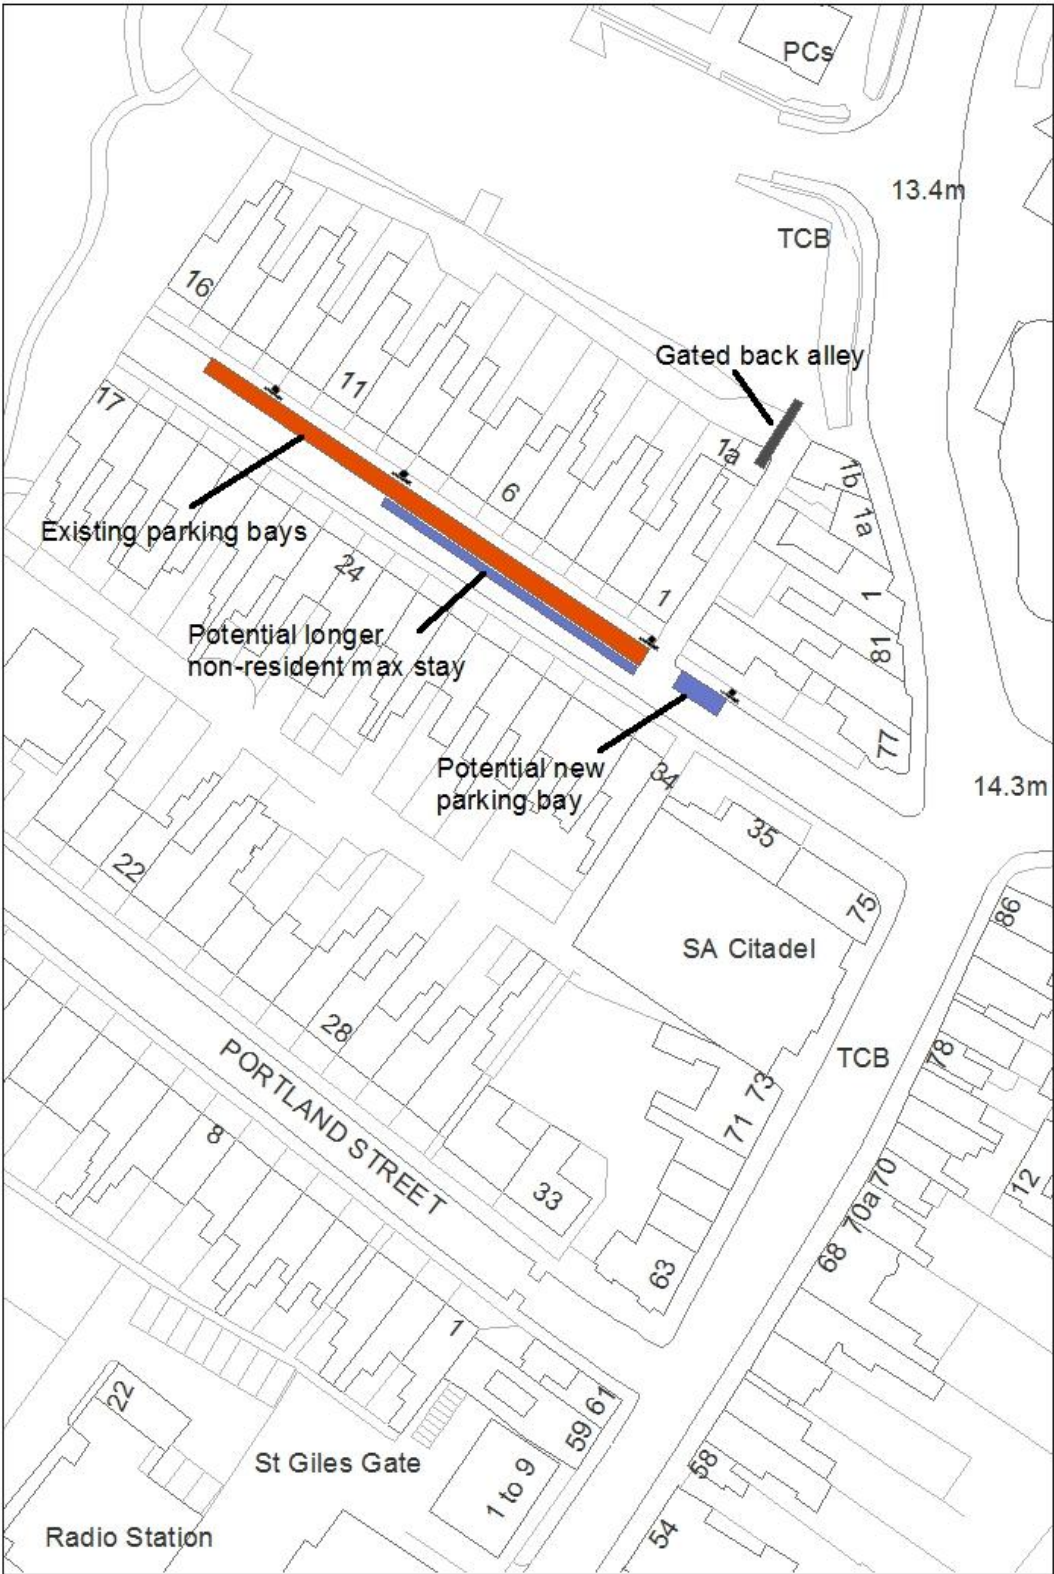 PCs
13.4m
TCB
16
Gated back alley
11
17
1a
1b
6
1a
Existing parking bays
24
1
1
Potential longer
non-resident max stay
81
77
Potential new
parking bay
34
14.3m
35
22
75
86
SA Citadel
28
TCB
78
PORTLAND STREET
73
71
8
70
12
33
70a
68
63
1
22
61
59
St Giles Gate
58
1 to 9
54
Radio Station